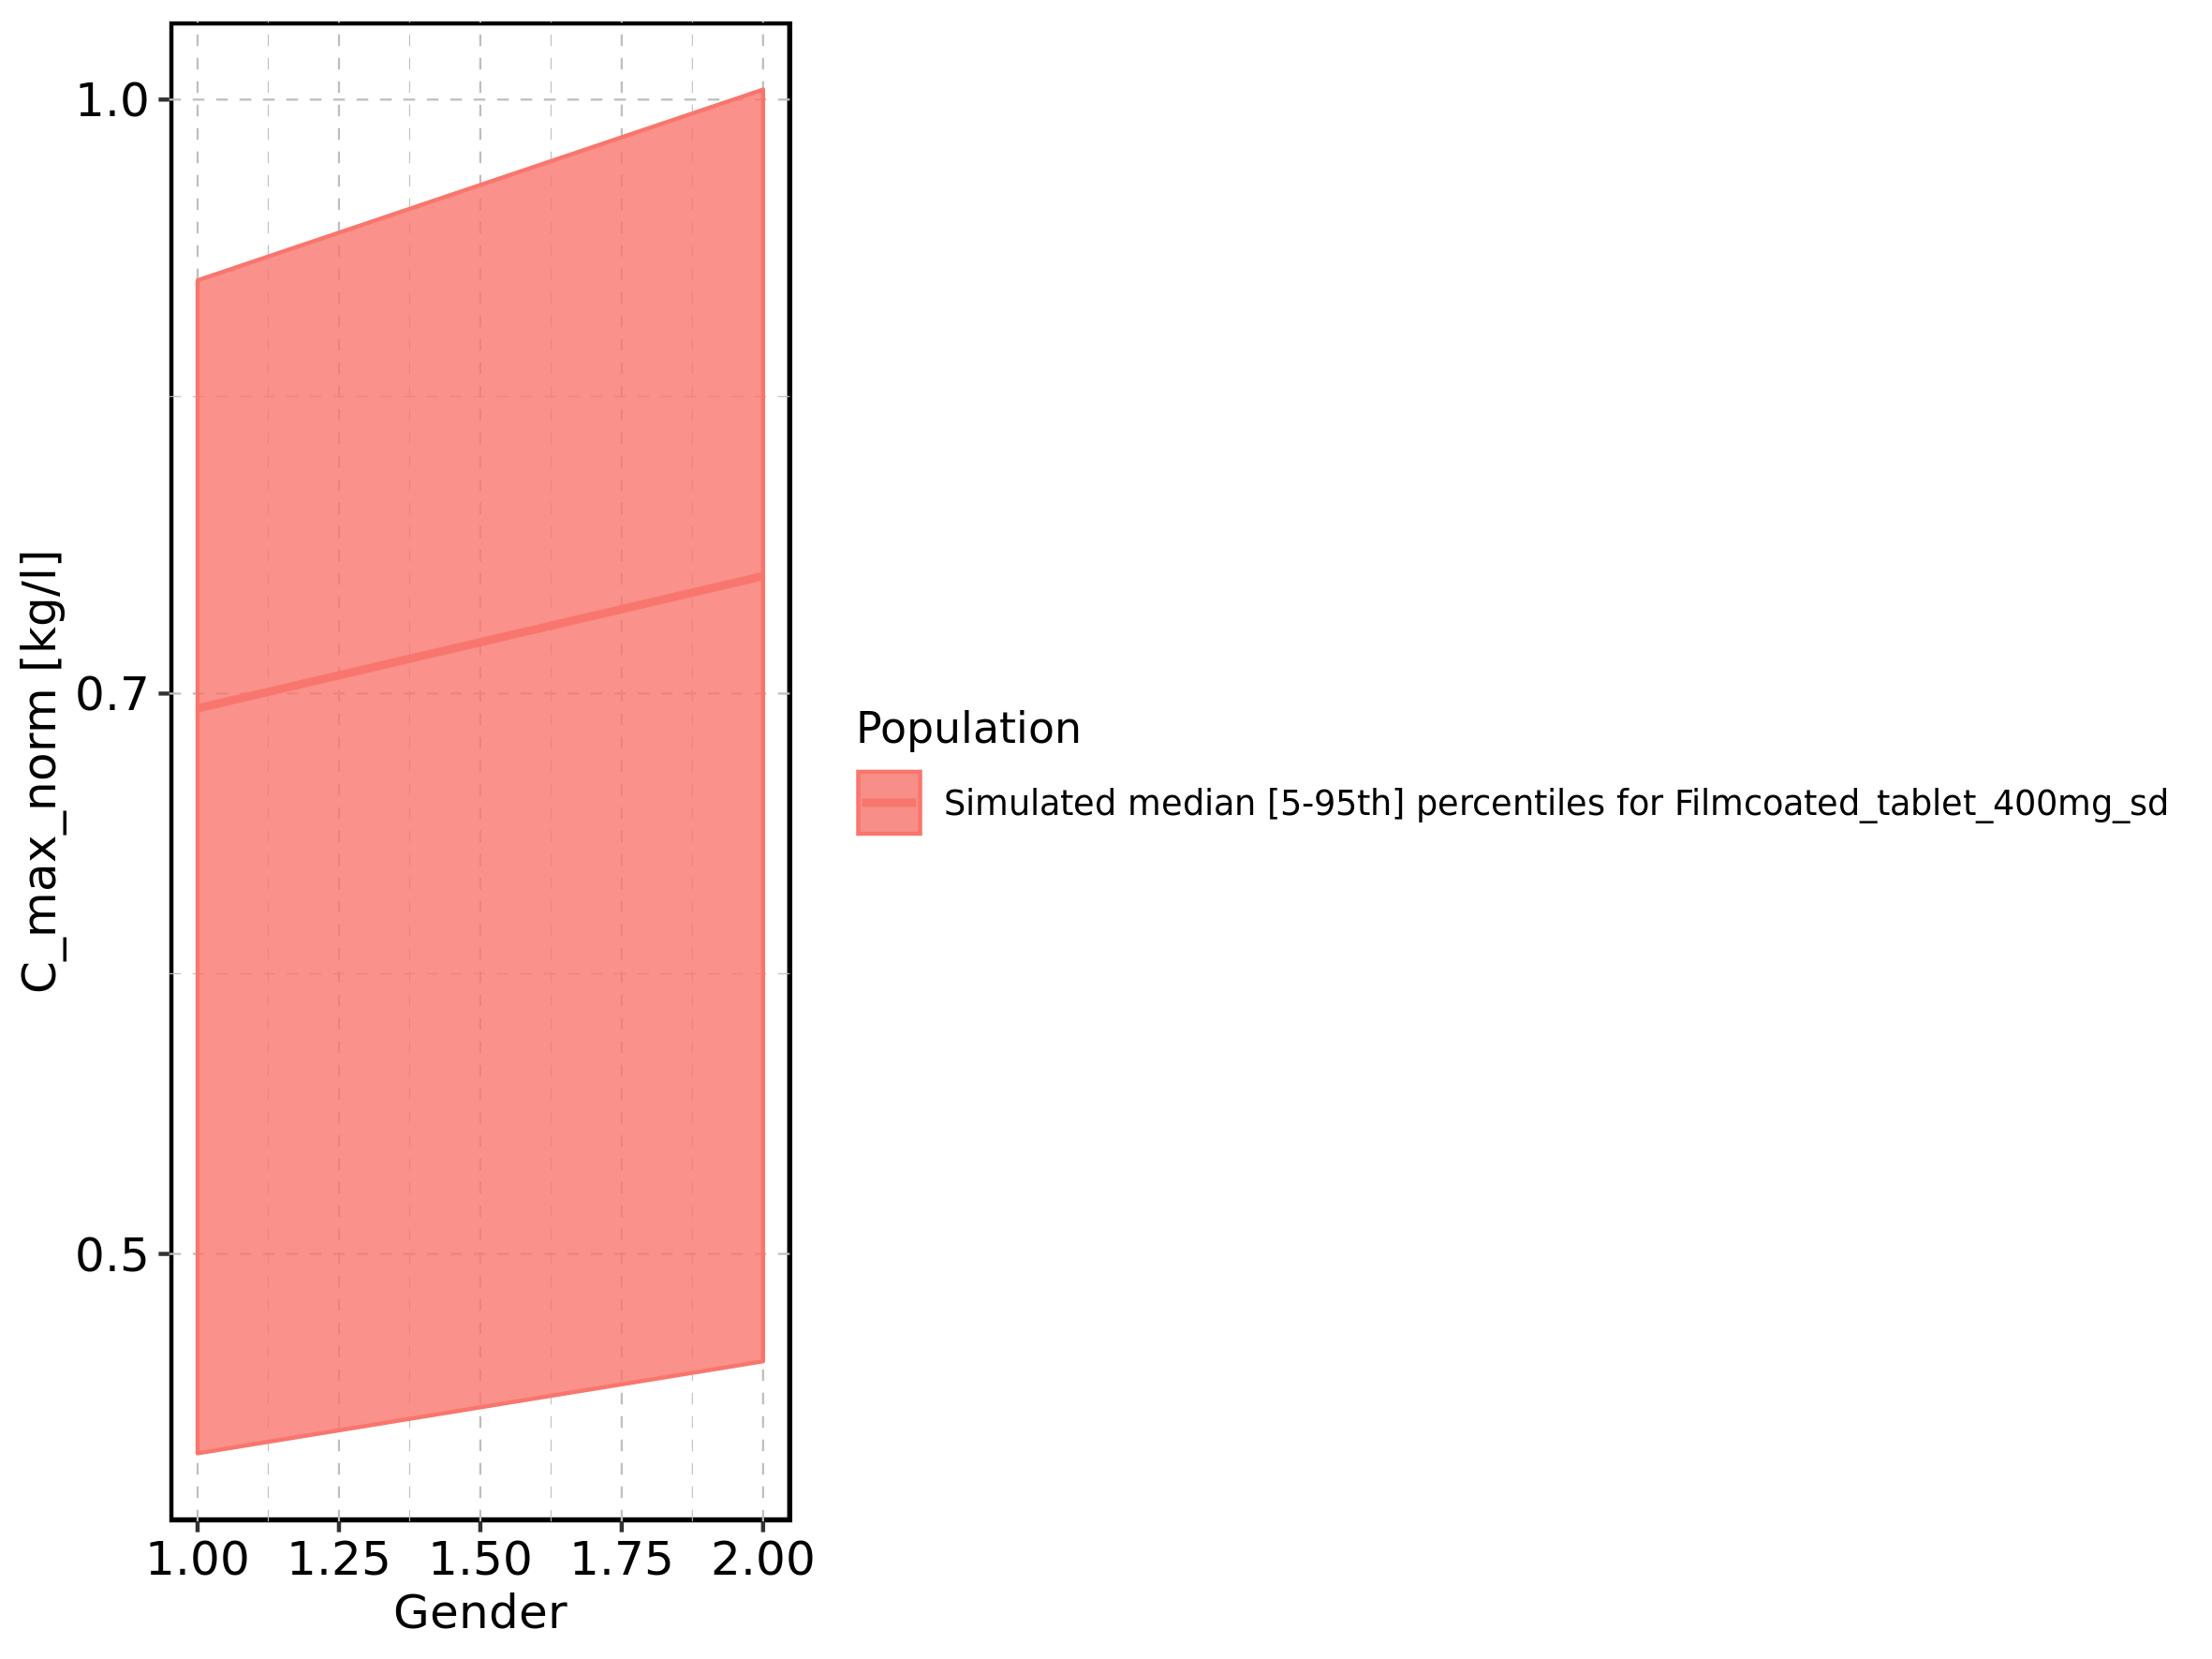 1.0
0.7
0.5
C_max_norm [kg/l]
1.00 1.25 1.50 1.75 2.00
Gender
Population
Simulated median [5-95th] percentiles for Filmcoated_tablet_400mg_sd